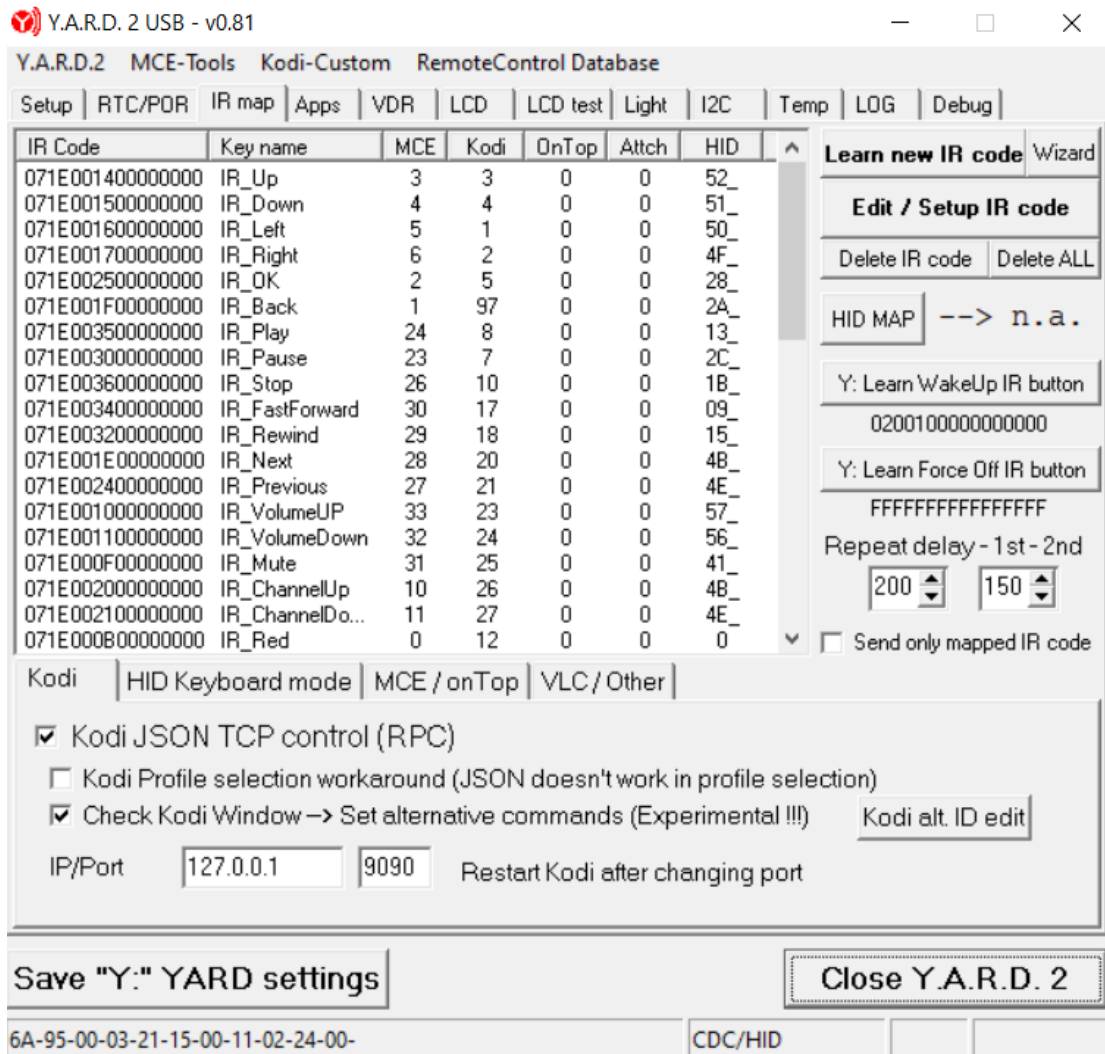 Y.A.R.D. 2 USB - v0.81
Y.A.R.D.2 MCE-Tools Kodi-Custom RemoteControl Database
Setup RTC/POR IR map Apps VDR LCD LCD test Light I2C Temp LOG Debug
IR Code Key name MCE Kodi OnTop Attch HID
071E001400000000 IR_Up 3 3 0 0 52_
071E001500000000 IR_Down 4 4 0 0 51_
071E001600000000 IR_Left 5 1 0 0 50_
071E001700000000 IR_Right 6 2 0 0 4F_
071E002500000000 IR_OK 2 5 0 0 28_
071E001F00000000 IR_Back 1 97 0 0 2A_
071E003500000000 IR_Play 24 8 0 0 13_
071E003000000000 IR_Pause 23 7 0 0 2C_
071E003600000000 IR_Stop 26 10 0 0 1B_
071E003400000000 IR_FastForward 30 17 0 0 09_
071E003200000000 IR_Rewind 29 18 0 0 15_
071E001E00000000 IR_Next 28 20 0 0 4B_
071E002400000000 IR_Previous 27 21 0 0 4E_
071E001000000000 IR_VolumeUP 33 23 0 0 57_
071E001100000000 IR_VolumeDown 32 24 0 0 56_
071E000F00000000 IR_Mute 31 25 0 0 41_
071E002000000000 IR_ChannelUp 10 26 0 0 4B_
071E002100000000 IR_ChannelDo... 11 27 0 0 4E_
071E000B00000000 IR_Red 0 12 0 0 0
Learn new IR code Wizard
Edit / Setup IR code
Delete IR code Delete ALL
HID MAP --> n.a.
Y: Learn WakeUp IR button
0200100000000000
Y: Learn Force Off IR button
FFFFFFFFFFFFFFFF
Repeat delay - 1st - 2nd
200 150
Send only mapped IR code
Kodi HID Keyboard mode MCE / onTop VLC / Other
Kodi JSON TCP control (RPC)
Kodi Profile selection workaround (JSON doesn't work in profile selection)
Check Kodi Window --> Set alternative commands (Experimental !!!) Kodi alt. ID edit
IP/Port 127.0.0.1 9090 Restart Kodi after changing port
Save "Y:" YARD settings Close Y.A.R.D. 2
6A-95-00-03-21-15-00-11-02-24-00- CDC/HID